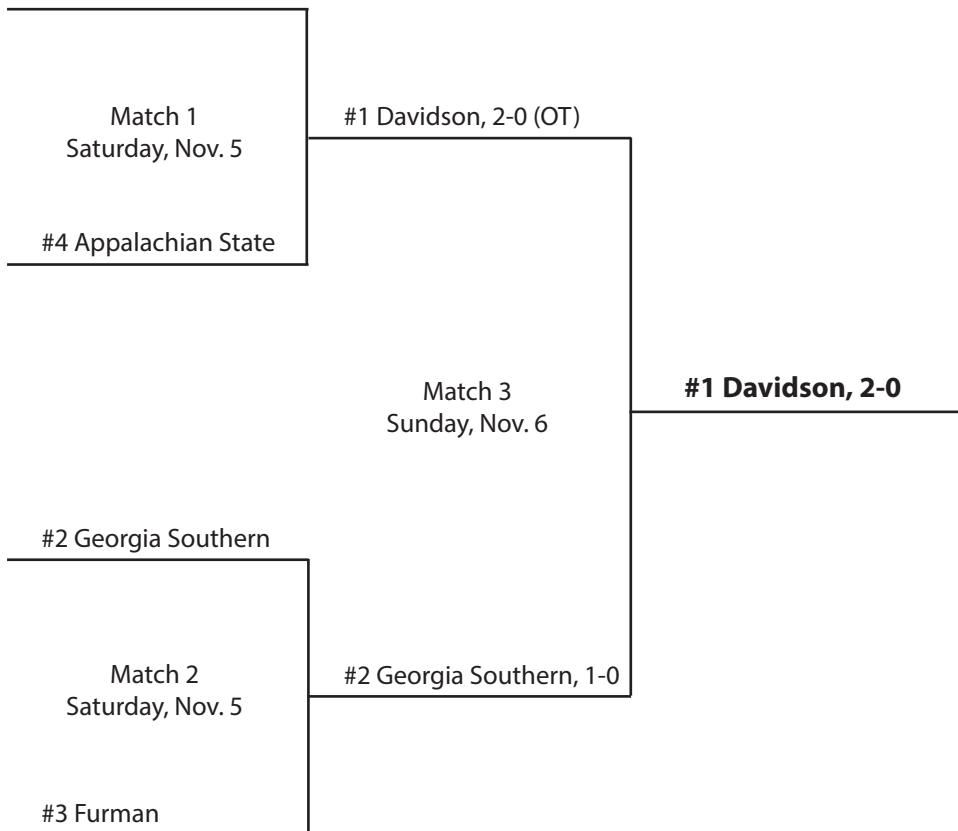 Match 1
Saturday, Nov. 5
#1 Davidson, 2-0 (OT)
#4 Appalachian State
Match 3
Sunday, Nov. 6
#1 Davidson, 2-0
#2 Georgia Southern
Match 2
Saturday, Nov. 5
#2 Georgia Southern, 1-0
#3 Furman